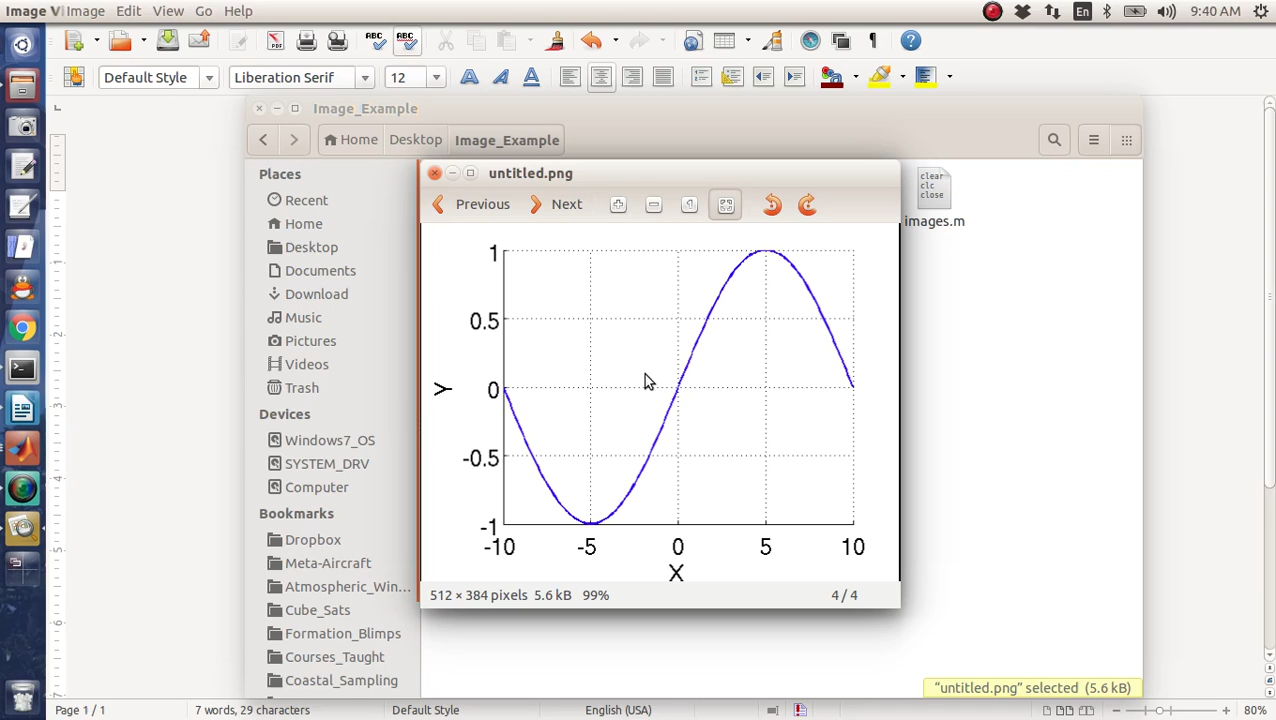 Image Vi Image Edit View Go Help
En
9:40 AM
ABC ABC
Default Style Liberation Serif 12
Image_Example
Home Desktop Image_Example
Places
Recent
Home
Desktop
Documents
Download
Music
Pictures
Videos
Trash
Devices
Windows7_OS
SYSTEM_DRV
Computer
Bookmarks
Dropbox
Meta-Aircraft
Atmospheric_Win...
Cube_Sats
Formation_Blimps
Courses_Taught
Coastal_Sampling
untitled.png
Previous Next
1
0.5
0
-0.5
-1
Y
-10 -5 0 5 10
X
512 × 384 pixels 5.6 kB 99%
4 / 4
clear
clc
close
images.m
"untitled.png" selected (5.6 kB)
Page 1 / 1 7 words, 29 characters Default Style English (USA) 80%